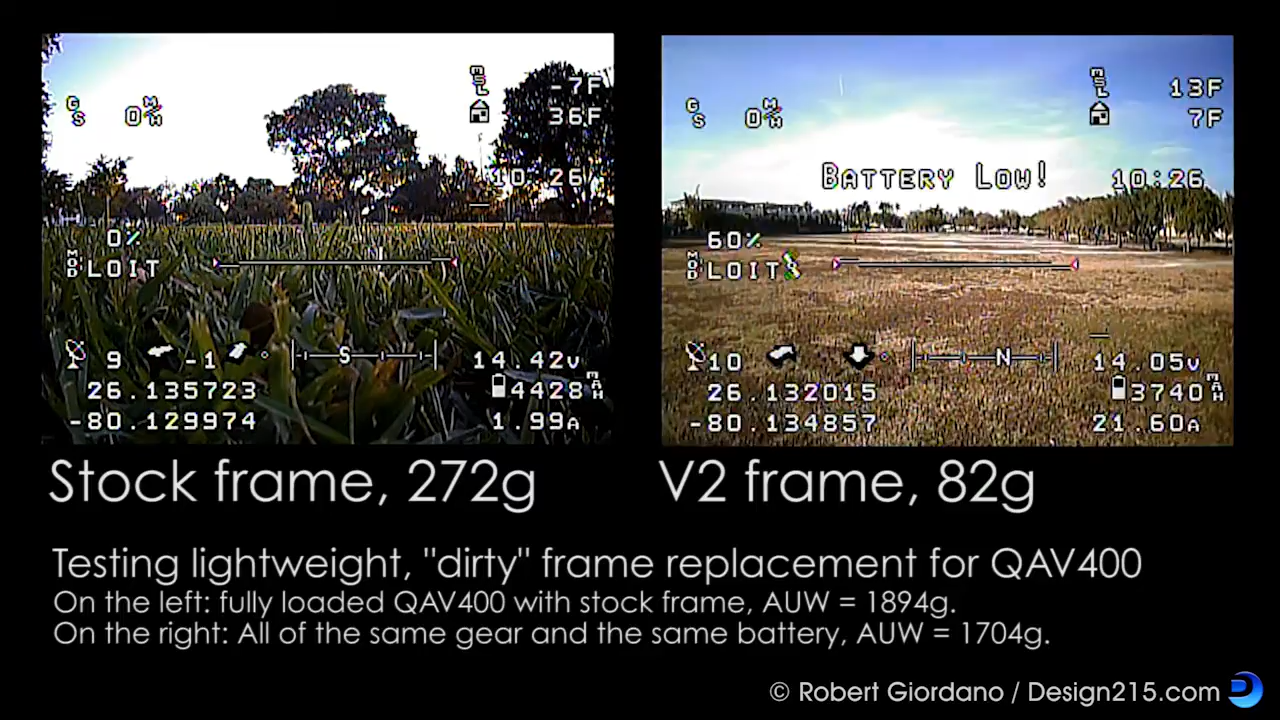 MSL -7F
GS 0MH 36F
10:26
0%
MOD LOIT
N
9 -1 S 14.42V
26.135723 4428MAH
-80.129974 1.99A
MSL 13F
GS 0MH 7F
BATTERY LOW! 10:26
60%
MOD LOIT
10 N 14.05V
26.132015 3740MAH
-80.134857 21.60A
Stock frame, 272g
V2 frame, 82g
Testing lightweight, "dirty" frame replacement for QAV400
On the left: fully loaded QAV400 with stock frame, AUW = 1894g.
On the right: All of the same gear and the same battery, AUW = 1704g.
© Robert Giordano / Design215.com